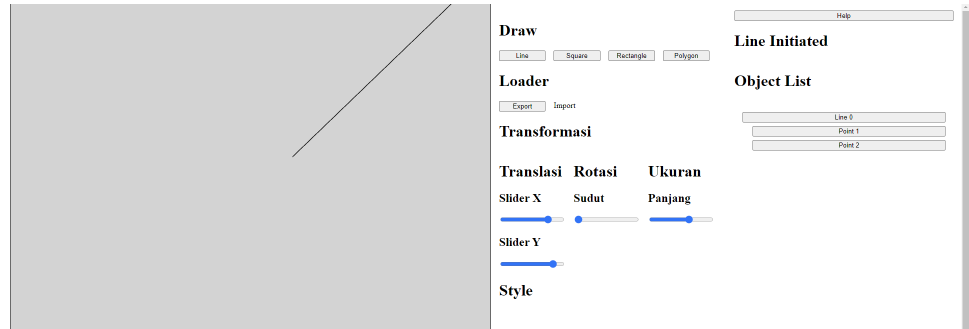 Draw
Line
Square
Rectangle
Polygon
Loader
Export
Import
Transformasi
Translasi
Rotasi
Ukuran
Slider X
Sudut
Panjang
Slider Y
Style
Help
Line Initiated
Object List
Line 0
Point 1
Point 2